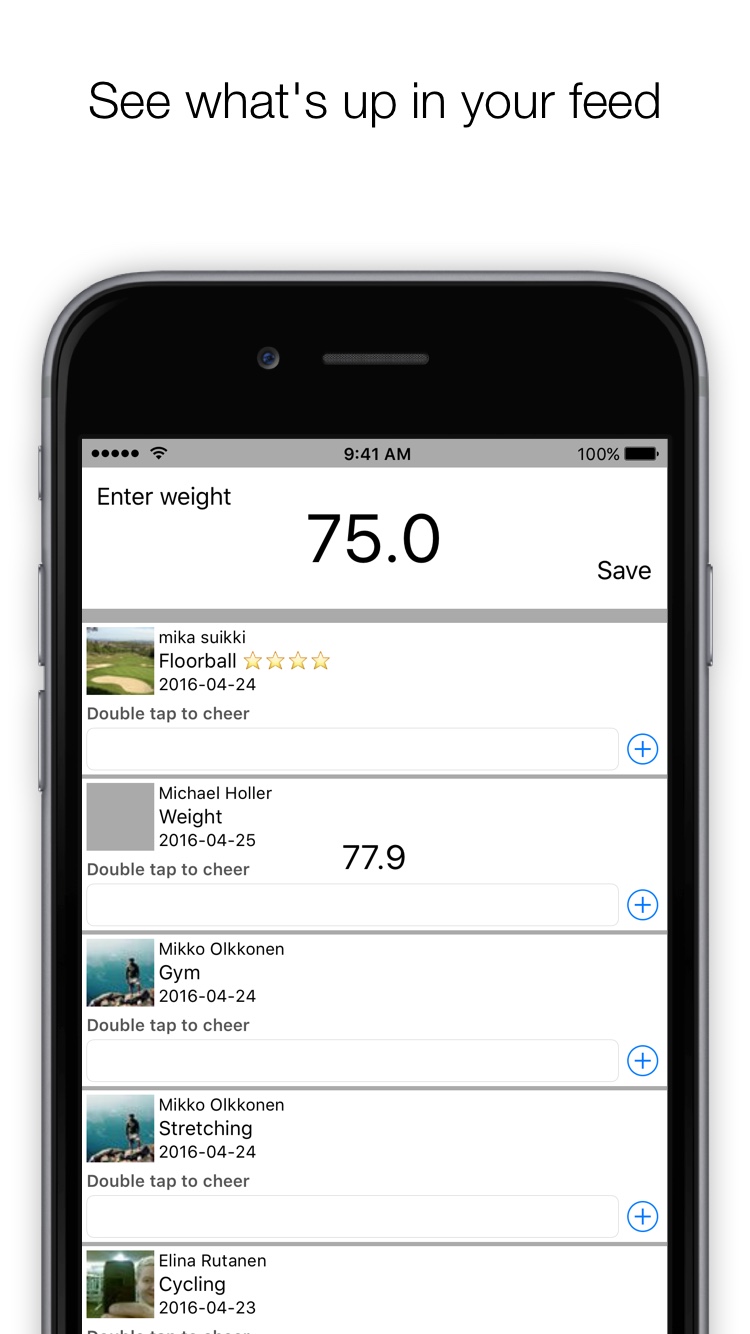 See what's up in your feed
9:41 AM
100%
Enter weight
75.0
Save
mika suikki
Floorball ⭐⭐⭐⭐
2016-04-24
Double tap to cheer
Michael Holler
Weight
2016-04-25
77.9
Double tap to cheer
Mikko Olkkonen
Gym
2016-04-24
Double tap to cheer
Mikko Olkkonen
Stretching
2016-04-24
Double tap to cheer
Elina Rutanen
Cycling
2016-04-23